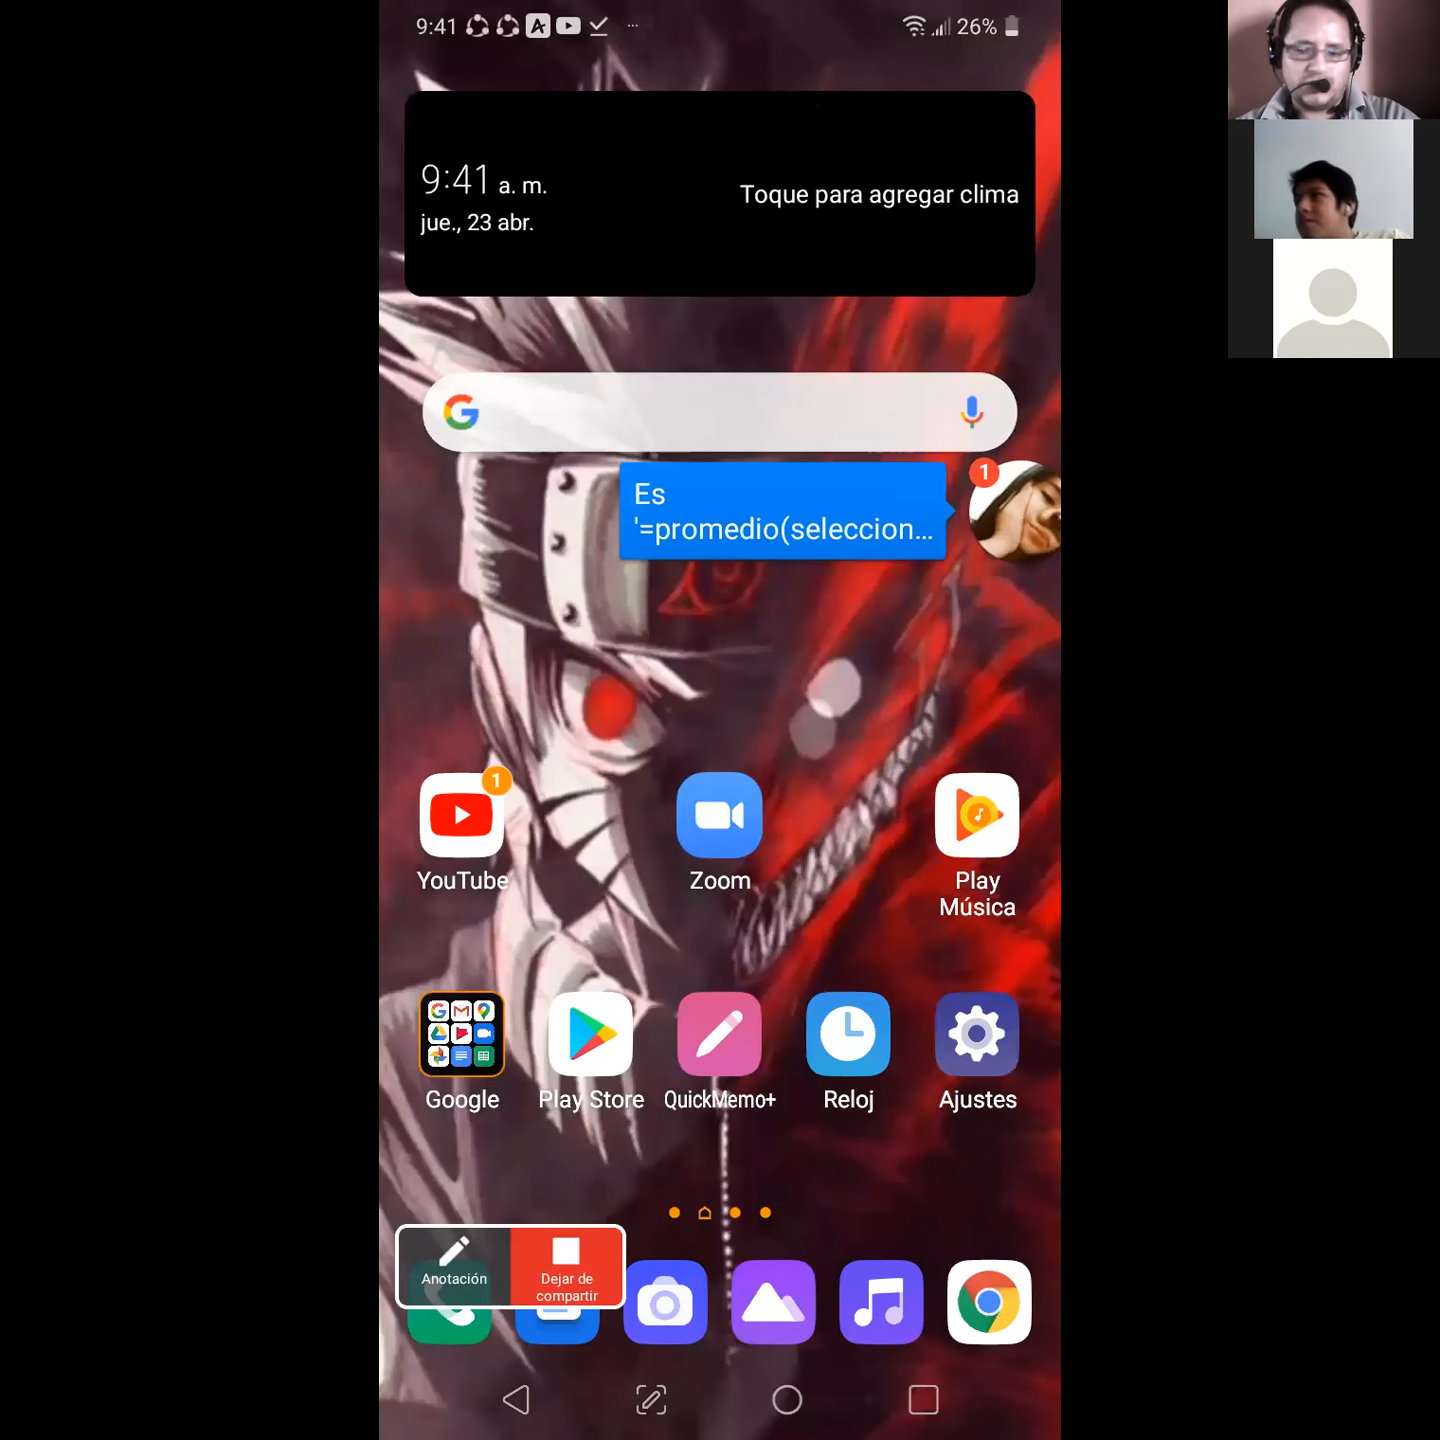 9:41
26%
9:41 a. m.
Toque para agregar clima
jue., 23 abr.
1
Es
'=promedio(seleccion...
1
YouTube
Zoom
Play
Música
Google
Play Store
QuickMemo+
Reloj
Ajustes
Anotación
Dejar de
compartir